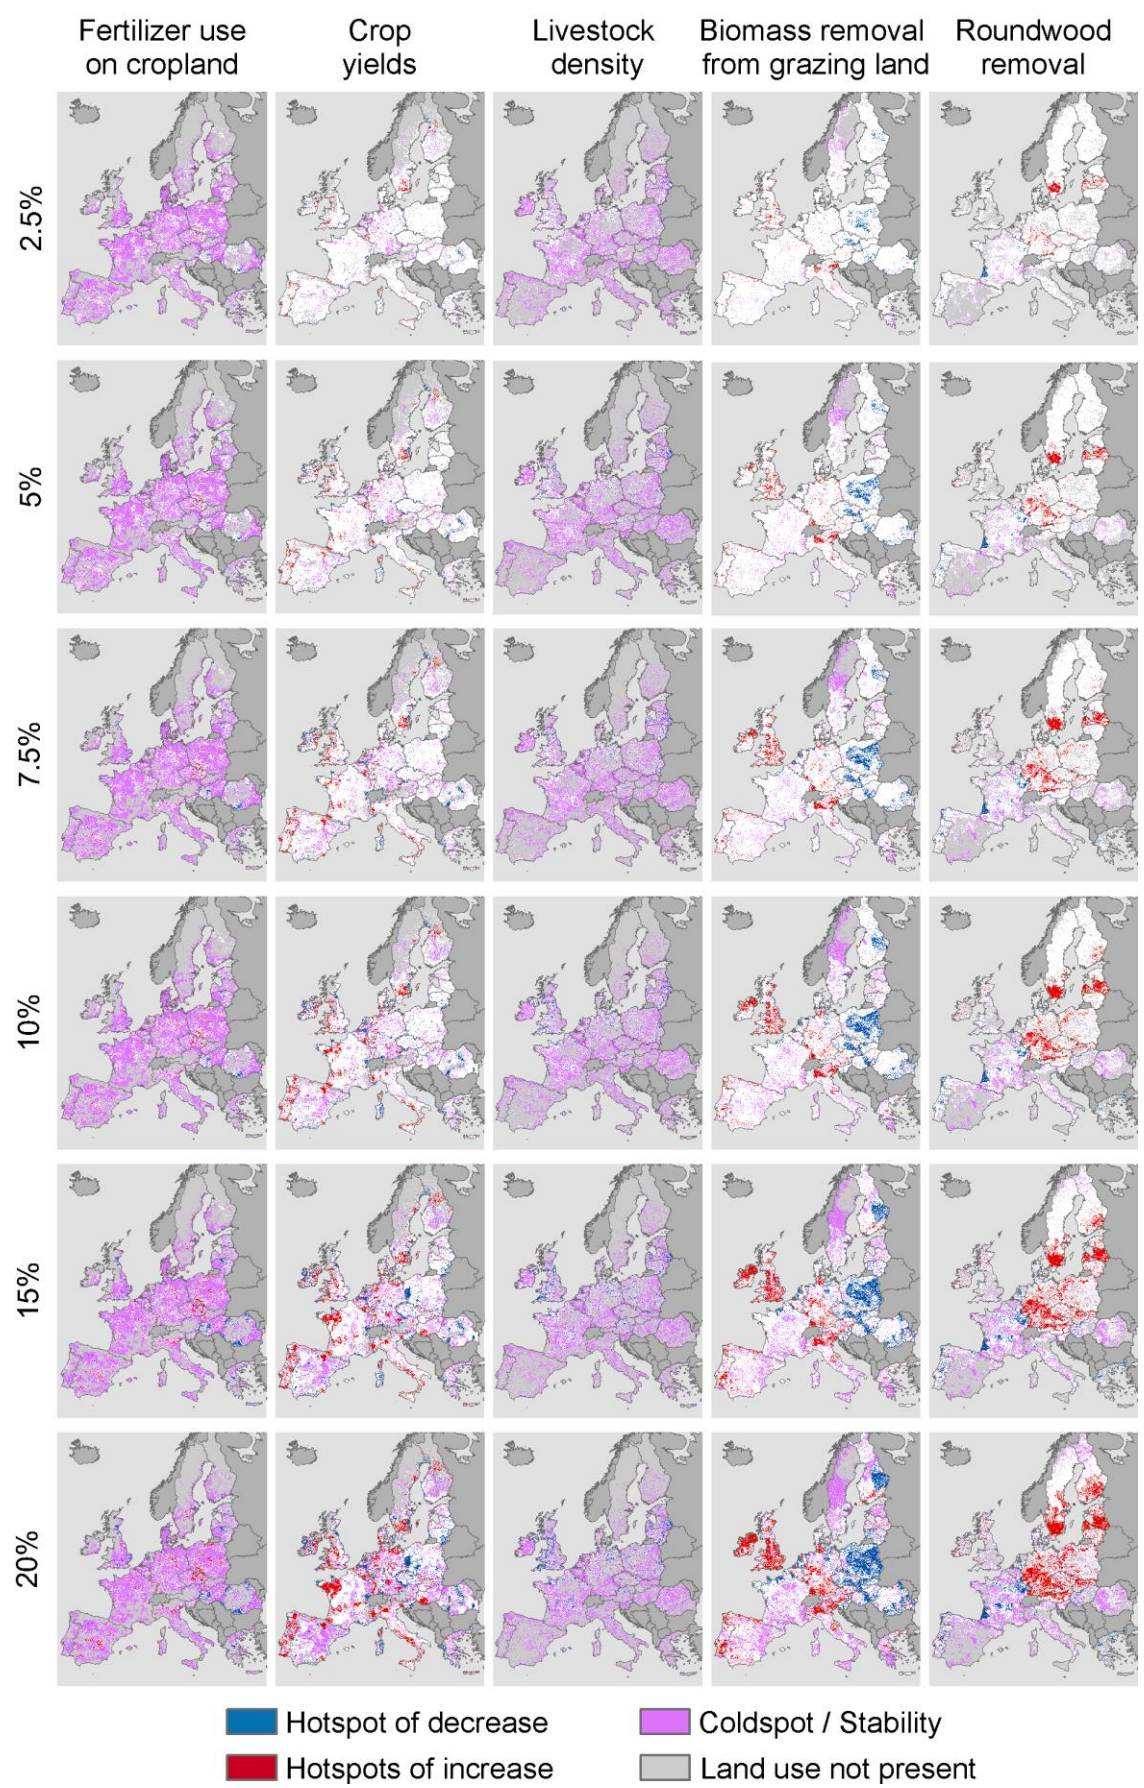 Fertilizer use
on cropland
Crop
yields
Livestock
density
Biomass removal
from grazing land
Roundwood
removal
2.5%
5%
7.5%
10%
15%
20%
Hotspot of decrease
Coldspot / Stability
Hotspots of increase
Land use not present